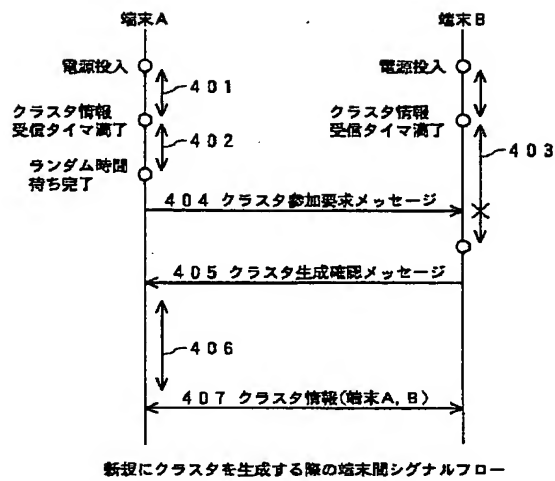 端末A
端末B
電源投入
電源投入
401
クラスタ情報
受信タイマ満了
クラスタ情報
受信タイマ満了
402
403
ランダム時間
待ち完了
404 クラスタ参加要求メッセージ
405 クラスタ生成確認メッセージ
406
407 クラスタ情報(端末A, B)
新規にクラスタを生成する際の端末間シグナルフロー